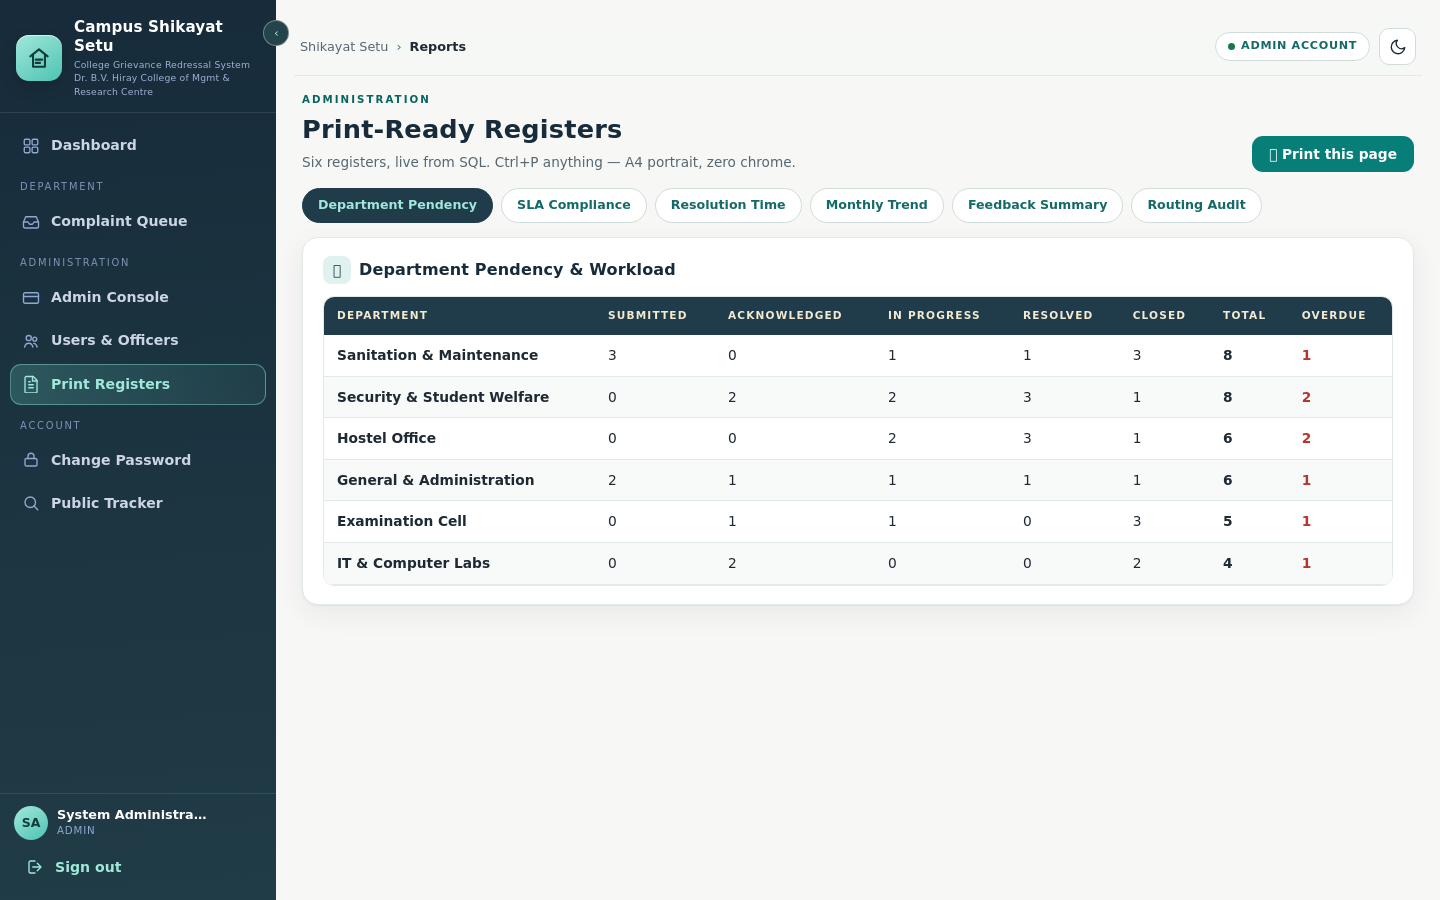 Campus Shikayat
Setu
College Grievance Redressal System
Dr. B.V. Hiray College of Mgmt &
Research Centre
‹
Dashboard
DEPARTMENT
Complaint Queue
ADMINISTRATION
Admin Console
Users & Officers
Print Registers
ACCOUNT
Change Password
Public Tracker
SA
System Administra...
ADMIN
Sign out
Shikayat Setu › Reports
ADMIN ACCOUNT
ADMINISTRATION
Print-Ready Registers
Six registers, live from SQL. Ctrl+P anything — A4 portrait, zero chrome.
Print this page
Department Pendency SLA Compliance Resolution Time Monthly Trend Feedback Summary Routing Audit
Department Pendency & Workload
DEPARTMENT SUBMITTED ACKNOWLEDGED IN PROGRESS RESOLVED CLOSED TOTAL OVERDUE
Sanitation & Maintenance 3 0 1 1 3 8 1
Security & Student Welfare 0 2 2 3 1 8 2
Hostel Office 0 0 2 3 1 6 2
General & Administration 2 1 1 1 1 6 1
Examination Cell 0 1 1 0 3 5 1
IT & Computer Labs 0 2 0 0 2 4 1